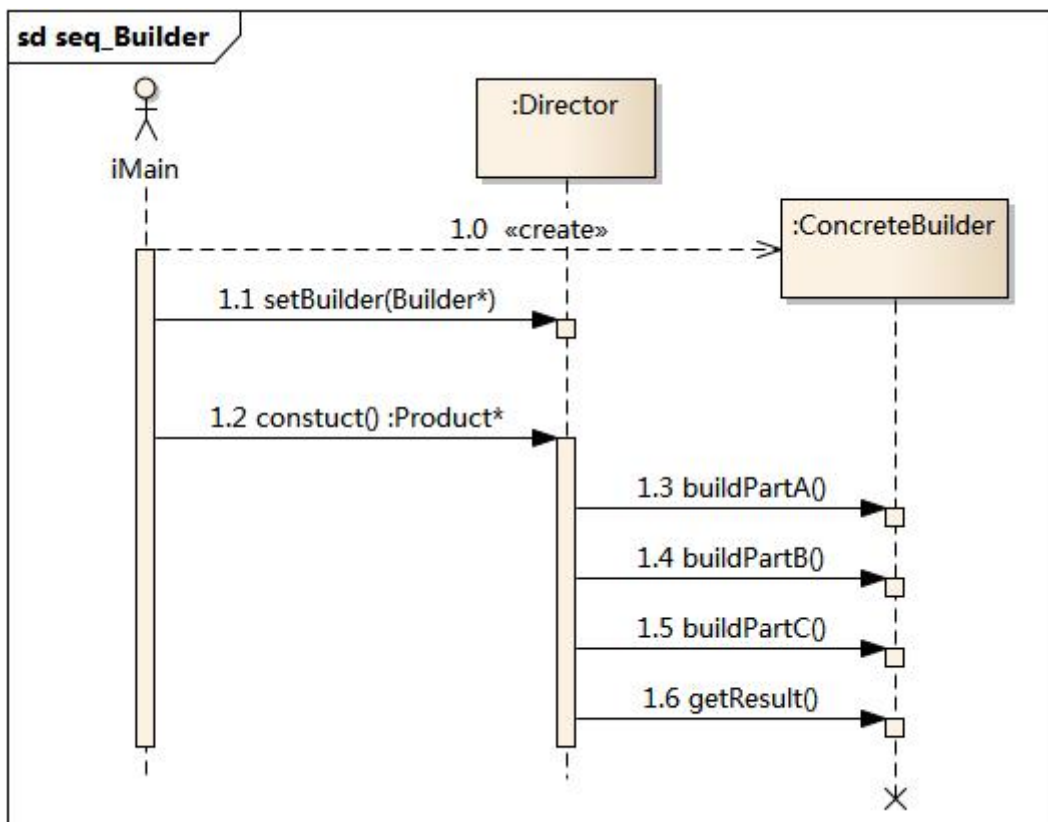 sd seq_Builder
:Director
iMain
:ConcreteBuilder
1.0 «create»
1.1 setBuilder(Builder*)
1.2 constuct() :Product*
1.3 buildPartA()
1.4 buildPartB()
1.5 buildPartC()
1.6 getResult()